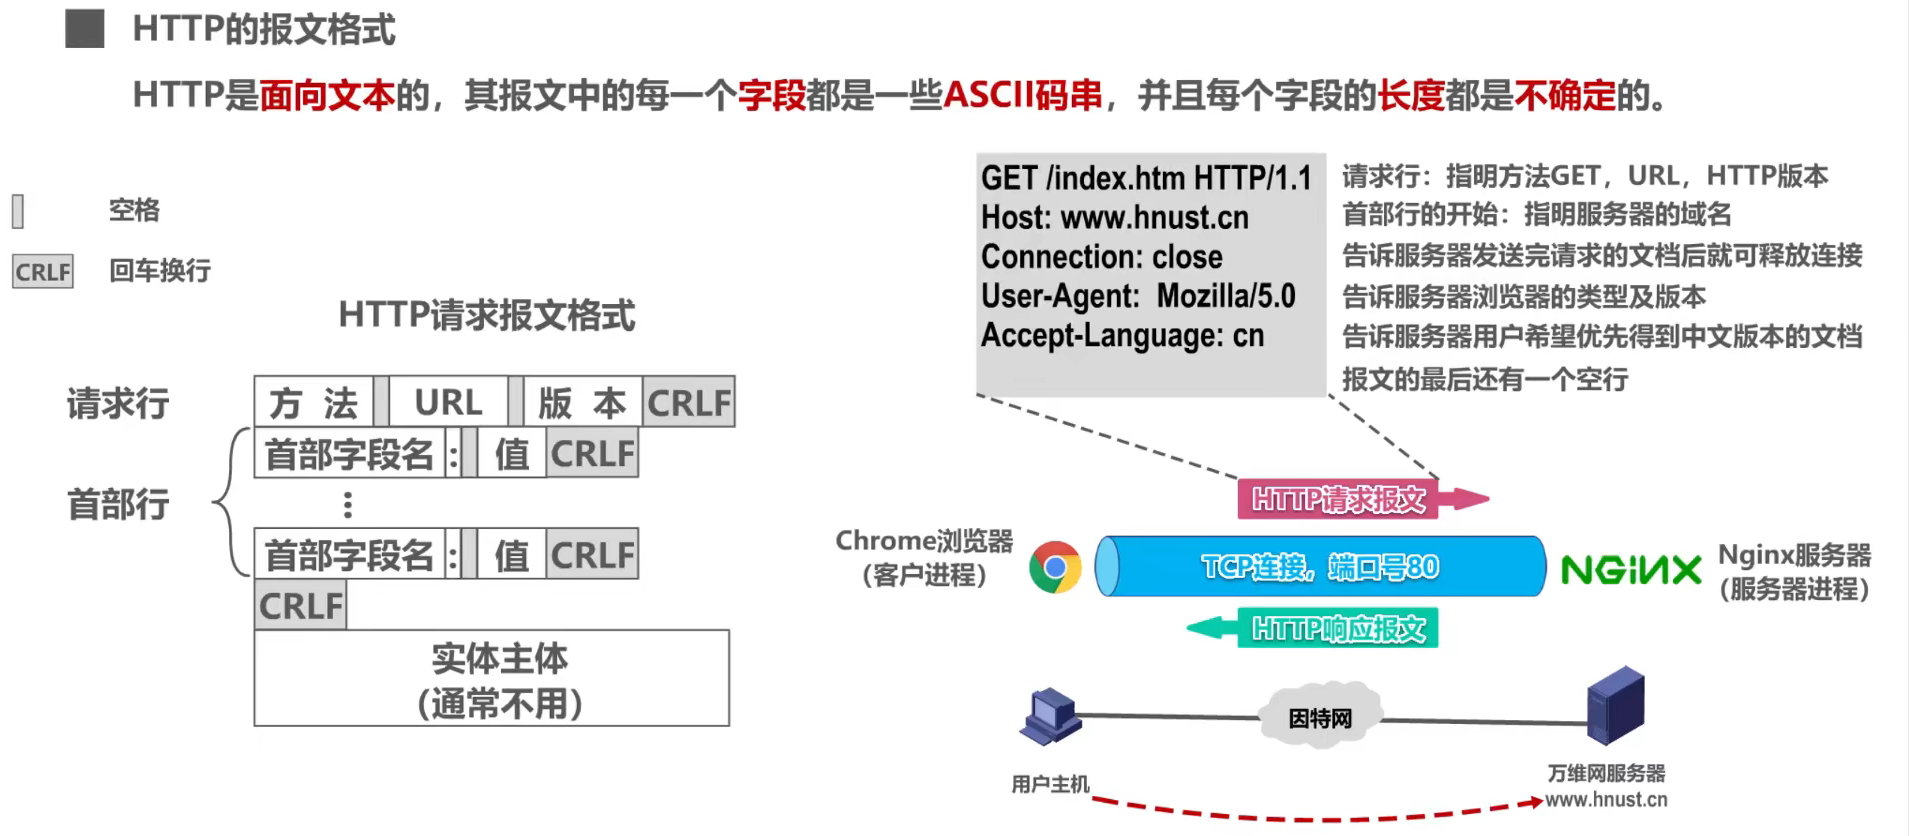 HTTP的报文格式
HTTP是面向文本的，其报文中的每一个字段都是一些ASCII码串，并且每个字段的长度都是不确定的。
空格
CRLF 回车换行
HTTP请求报文格式
请求行 方 法 URL 版 本 CRLF
首部字段名 : 值 CRLF
首部行 ⋮
首部字段名 : 值 CRLF
CRLF
实体主体
（通常不用）
GET /index.htm HTTP/1.1 请求行：指明方法GET，URL，HTTP版本
Host: www.hnust.cn 首部行的开始：指明服务器的域名
Connection: close 告诉服务器发送完请求的文档后就可释放连接
User-Agent: Mozilla/5.0 告诉服务器浏览器的类型及版本
Accept-Language: cn 告诉服务器用户希望优先得到中文版本的文档
报文的最后还有一个空行
HTTP请求报文
Chrome浏览器
（客户进程）
TCP连接，端口号80
NGINX
Nginx服务器
（服务器进程）
HTTP响应报文
因特网
用户主机
万维网服务器
www.hnust.cn